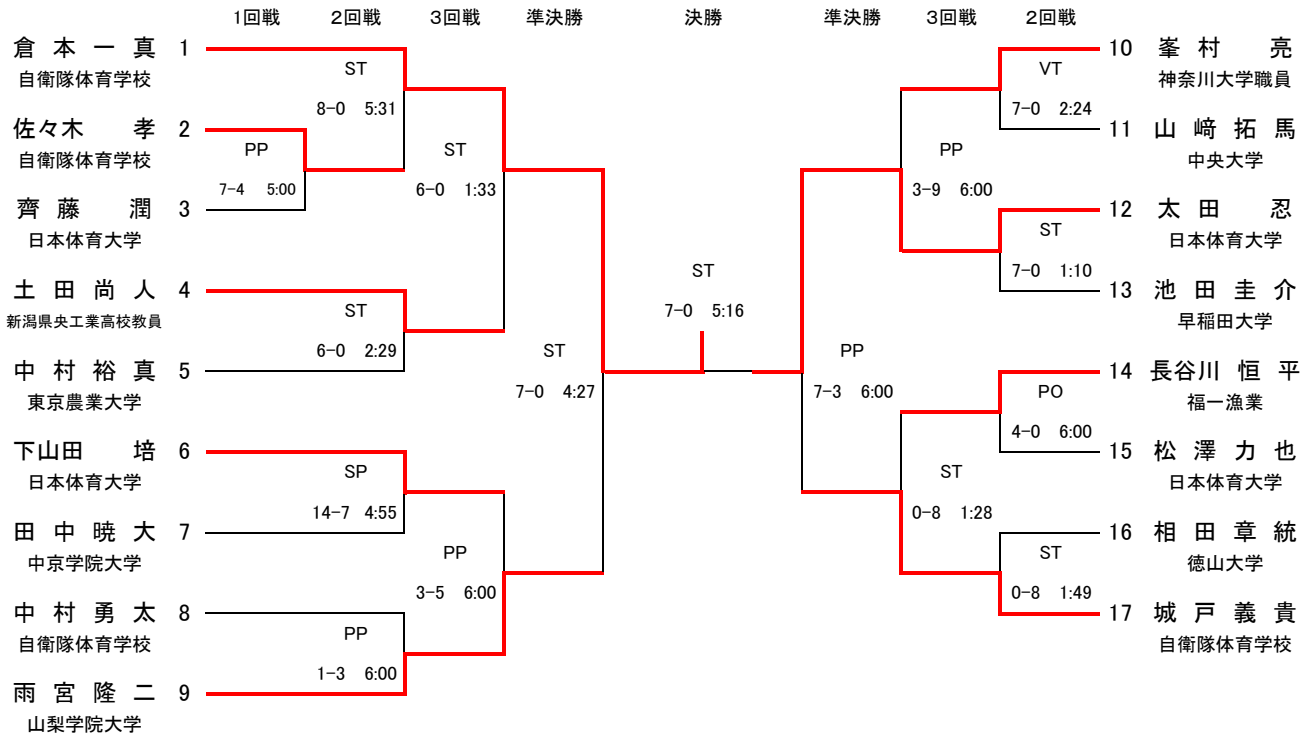 1回戦 2回戦 3回戦 準決勝 決勝 準決勝 3回戦 2回戦
倉本一真 1
自衛隊体育学校
ST
8-0 5:31
佐々木 孝 2
自衛隊体育学校
PP
7-4 5:00
齊藤 潤 3
日本体育大学
ST
6-0 1:33
土田尚人 4
新潟県央工業高校教員
ST
6-0 2:29
中村裕真 5
東京農業大学
ST
7-0 4:27
下山田 培 6
日本体育大学
SP
14-7 4:55
田中暁大 7
中京学院大学
PP
3-5 6:00
中村勇太 8
自衛隊体育学校
PP
1-3 6:00
雨宮隆二 9
山梨学院大学
ST
7-0 5:16
10 峯村 亮
神奈川大学職員
VT
7-0 2:24
11 山﨑拓馬
中央大学
PP
3-9 6:00
12 太田 忍
日本体育大学
ST
7-0 1:10
13 池田圭介
早稲田大学
PP
7-3 6:00
14 長谷川 恒平
福一漁業
PO
4-0 6:00
15 松澤力也
日本体育大学
ST
0-8 1:28
16 相田章統
徳山大学
ST
0-8 1:49
17 城戸義貴
自衛隊体育学校